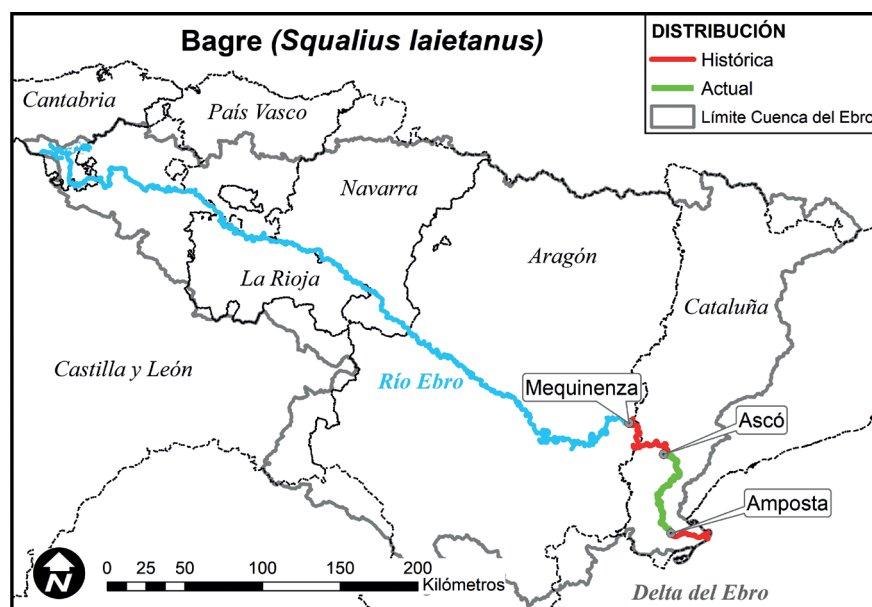 Bagre (Squalius laietanus)
DISTRIBUCIÓN
Histórica
Actual
Límite Cuenca del Ebro
Cantabria
País Vasco
Navarra
Aragón
La Rioja
Cataluña
Castilla y León
Río Ebro
Mequinenza
Ascó
Amposta
N
0 25 50 100 150 200
Kilómetros
Delta del Ebro